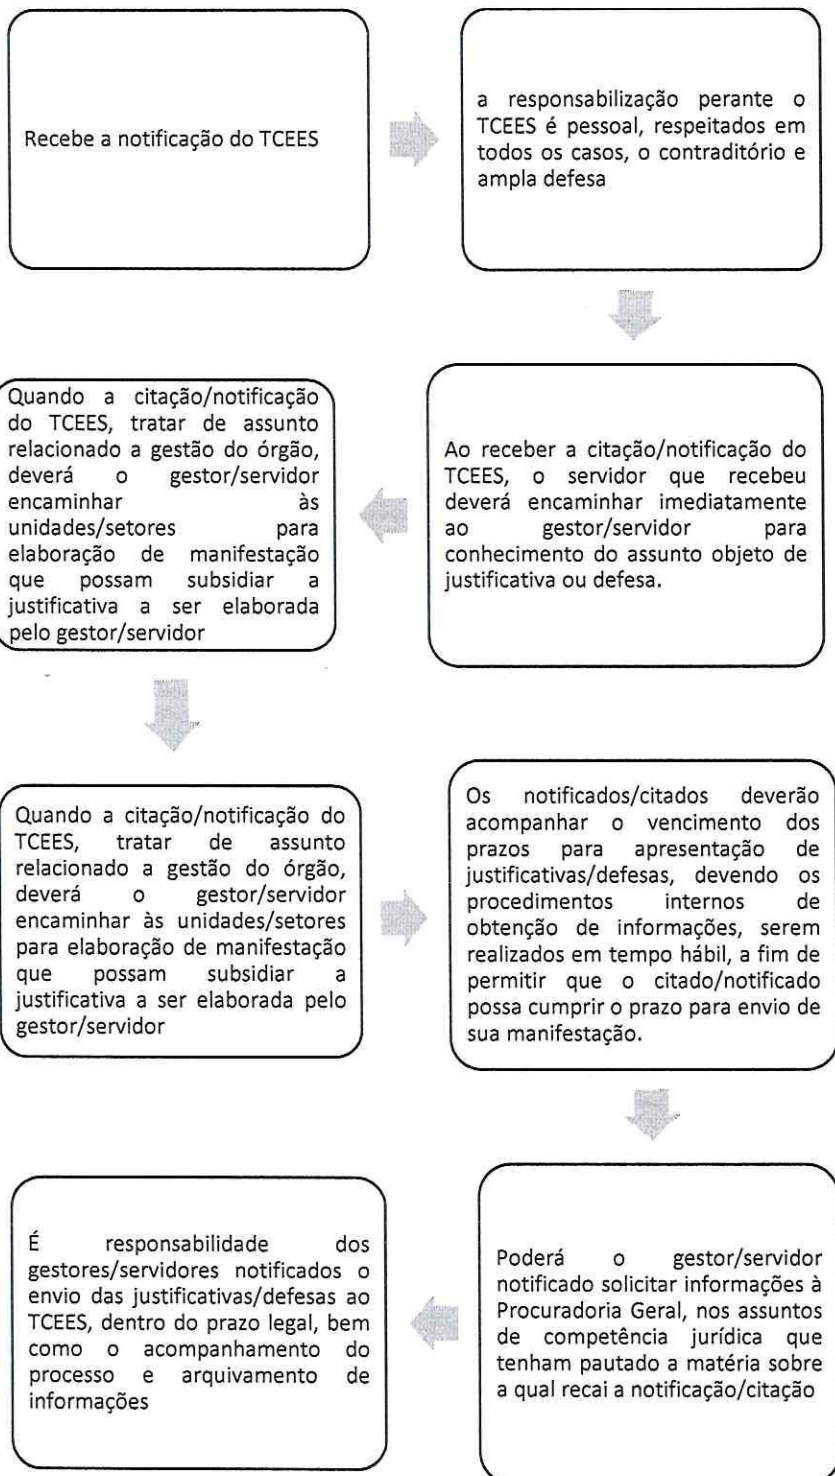 Recebe a notificação do TCEES
a responsabilização perante o
TCEES é pessoal, respeitados em
todos os casos, o contraditório e
ampla defesa
Ao receber a citação/notificação do
TCEES, o servidor que recebeu
deverá encaminhar imediatamente
ao gestor/servidor para
conhecimento do assunto objeto de
justificativa ou defesa.
Quando a citação/notificação
do TCEES, tratar de assunto
relacionado a gestão do órgão,
deverá o gestor/servidor
encaminhar às
unidades/setores para
elaboração de manifestação
que possam subsidiar a
justificativa a ser elaborada
pelo gestor/servidor
Quando a citação/notificação do
TCEES, tratar de assunto
relacionado a gestão do órgão,
deverá o gestor/servidor
encaminhar às unidades/setores
para elaboração de manifestação
que possam subsidiar a
justificativa a ser elaborada pelo
gestor/servidor
Os notificados/citados deverão
acompanhar o vencimento dos
prazos para apresentação de
justificativas/defesas, devendo os
procedimentos internos de
obtenção de informações, serem
realizados em tempo hábil, a fim de
permitir que o citado/notificado
possa cumprir o prazo para envio de
sua manifestação.
Poderá o gestor/servidor
notificado solicitar informações à
Procuradoria Geral, nos assuntos
de competência jurídica que
tenham pautado a matéria sobre
a qual recai a notificação/citação
É responsabilidade dos
gestores/servidores notificados o
envio das justificativas/defesas ao
TCEES, dentro do prazo legal, bem
como o acompanhamento do
processo e arquivamento de
informações